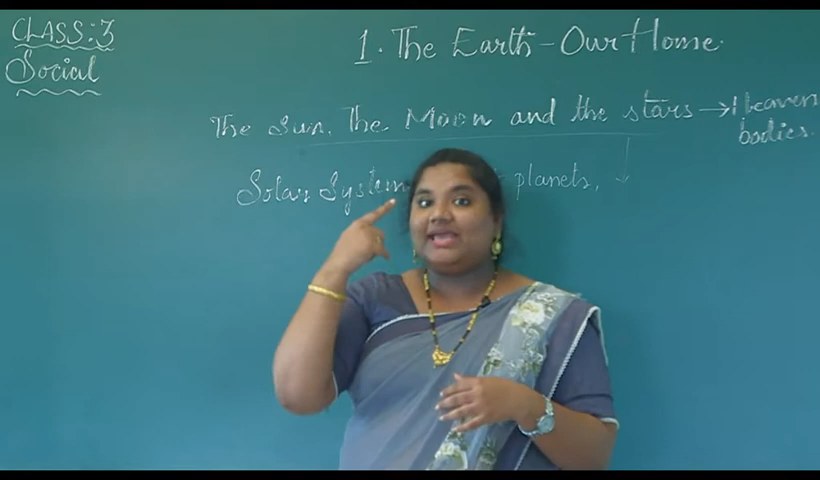 CLASS:3
Social
1. The Earth - Our Home.
The Sun, The Moon and the stars → Heavenly
bodies.
Solar System planets,